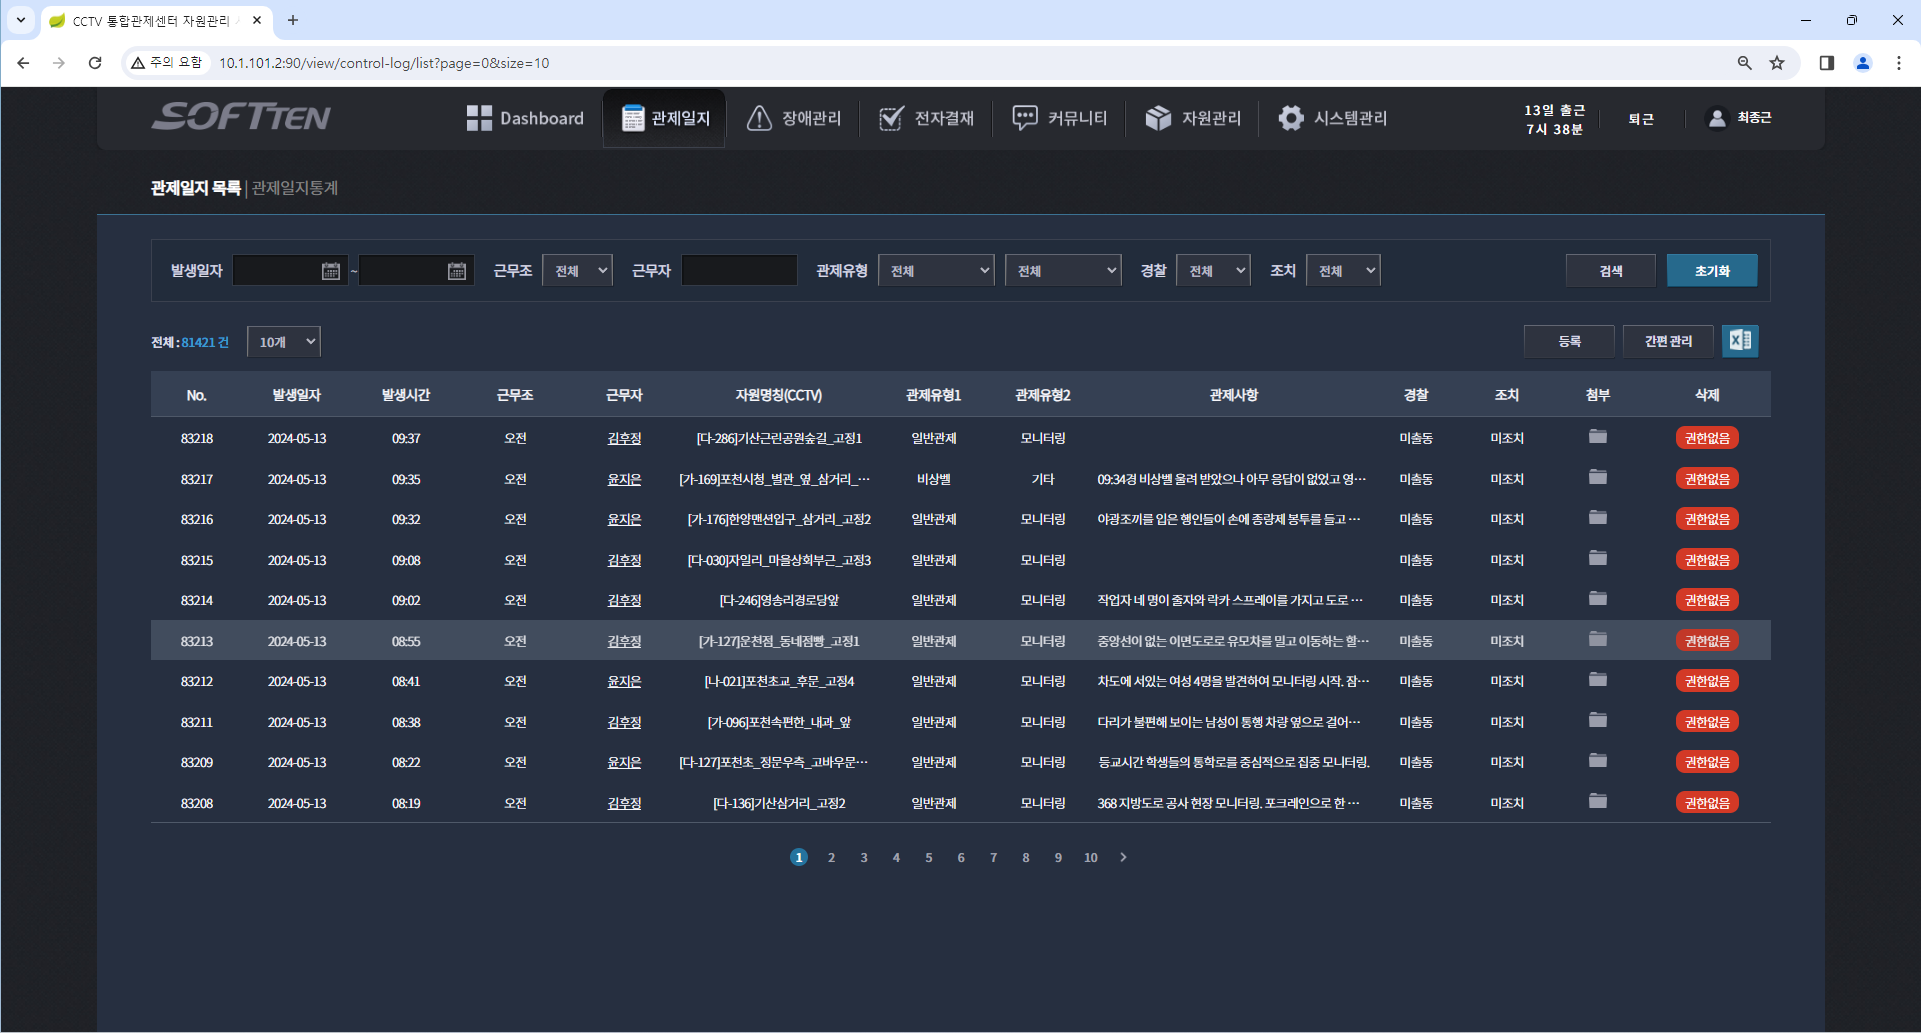 CCTV 통합관제센터 자원관리
주의 요함 10.1.101.2:90/view/control-log/list?page=0&size=10
SOFTTEN Dashboard 관제일지 장애관리 전자결재 커뮤니티 자원관리 시스템관리 13일 출근 7시 38분 퇴근 최종근
관제일지 목록 | 관제일지통계
발생일자 ~ 근무조 전체 근무자 관제유형 전체 전체 경찰 전체 조치 전체 검색 초기화
전체 : 81421 건 10개 등록 간편 관리
No. 발생일자 발생시간 근무조 근무자 자원명칭(CCTV) 관제유형1 관제유형2 관제사항 경찰 조치 첨부 삭제
83218 2024-05-13 09:37 오전 김후정 [다-286]기산근린공원숲길_고정1 일반관제 모니터링 미출동 미조치 권한없음
83217 2024-05-13 09:35 오전 윤지은 [가-169]포천시청_별관_옆_삼거리_… 비상벨 기타 09:34경 비상벨 울려 받았으나 아무 응답이 없었고 영… 미출동 미조치 권한없음
83216 2024-05-13 09:32 오전 윤지은 [가-176]한양맨션입구_삼거리_고정2 일반관제 모니터링 야광조끼를 입은 행인들이 손에 종량제 봉투를 들고 … 미출동 미조치 권한없음
83215 2024-05-13 09:08 오전 김후정 [다-030]자일리_마을상회부근_고정3 일반관제 모니터링 미출동 미조치 권한없음
83214 2024-05-13 09:02 오전 김후정 [다-246]영송리경로당앞 일반관제 모니터링 작업자 네 명이 줄자와 락카 스프레이를 가지고 도로 … 미출동 미조치 권한없음
83213 2024-05-13 08:55 오전 김후정 [가-127]운천점_동네점빵_고정1 일반관제 모니터링 중앙선이 없는 이면도로로 유모차를 밀고 이동하는 할… 미출동 미조치 권한없음
83212 2024-05-13 08:41 오전 윤지은 [나-021]포천초교_후문_고정4 일반관제 모니터링 차도에 서있는 여성 4명을 발견하여 모니터링 시작. 잠… 미출동 미조치 권한없음
83211 2024-05-13 08:38 오전 김후정 [가-096]포천속편한_내과_앞 일반관제 모니터링 다리가 불편해 보이는 남성이 통행 차량 옆으로 걸어… 미출동 미조치 권한없음
83209 2024-05-13 08:22 오전 윤지은 [다-127]포천초_정문우측_고바우문… 일반관제 모니터링 등교시간 학생들의 통학로를 중심적으로 집중 모니터링. 미출동 미조치 권한없음
83208 2024-05-13 08:19 오전 김후정 [다-136]기산삼거리_고정2 일반관제 모니터링 368 지방도로 공사 현장 모니터링. 포크레인으로 한 … 미출동 미조치 권한없음
1 2 3 4 5 6 7 8 9 10